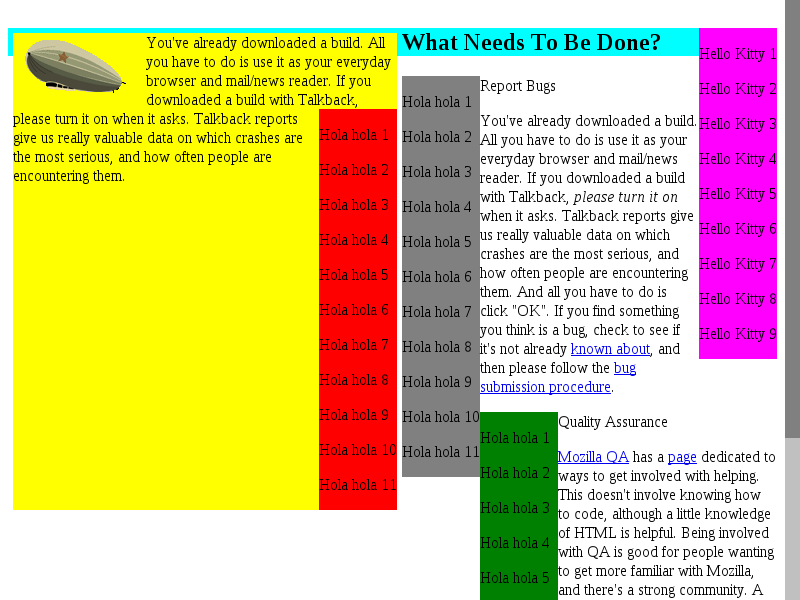 You've already downloaded a build. All
you have to do is use it as your everyday
browser and mail/news reader. If you
downloaded a build with Talkback,
please turn it on when it asks. Talkback reports
give us really valuable data on which crashes are
the most serious, and how often people are
encountering them.
Hola hola 1
Hola hola 2
Hola hola 3
Hola hola 4
Hola hola 5
Hola hola 6
Hola hola 7
Hola hola 8
Hola hola 9
Hola hola 10
Hola hola 11
What Needs To Be Done?
Hola hola 1
Hola hola 2
Hola hola 3
Hola hola 4
Hola hola 5
Hola hola 6
Hola hola 7
Hola hola 8
Hola hola 9
Hola hola 10
Hola hola 11
Report Bugs
You've already downloaded a build.
All you have to do is use it as your
everyday browser and mail/news
reader. If you downloaded a build
with Talkback, please turn it on
when it asks. Talkback reports give
us really valuable data on which
crashes are the most serious, and
how often people are encountering
them. And all you have to do is
click "OK". If you find something
you think is a bug, check to see if
it's not already known about, and
then please follow the bug
submission procedure.
Hello Kitty 1
Hello Kitty 2
Hello Kitty 3
Hello Kitty 4
Hello Kitty 5
Hello Kitty 6
Hello Kitty 7
Hello Kitty 8
Hello Kitty 9
Hola hola 1
Hola hola 2
Hola hola 3
Hola hola 4
Hola hola 5
Quality Assurance
Mozilla QA has a page dedicated to
ways to get involved with helping.
This doesn't involve knowing how
to code, although a little knowledge
of HTML is helpful. Being involved
with QA is good for people wanting
to get more familiar with Mozilla,
and there's a strong community. A